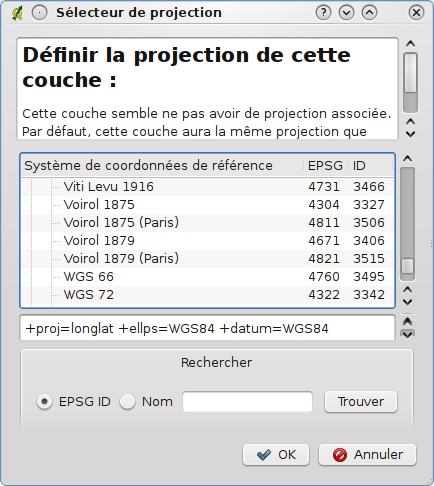 Sélecteur de projection
Définir la projection de cette
couche :
Cette couche semble ne pas avoir de projection associée.
Par défaut, cette couche aura la même projection que
Système de coordonnées de référence EPSG ID
Viti Levu 1916 4731 3466
Voirol 1875 4304 3327
Voirol 1875 (Paris) 4811 3506
Voirol 1879 4671 3406
Voirol 1879 (Paris) 4821 3515
WGS 66 4760 3495
WGS 72 4322 3342
+proj=longlat +ellps=WGS84 +datum=WGS84
Rechercher
EPSG ID Nom Trouver
OK Annuler